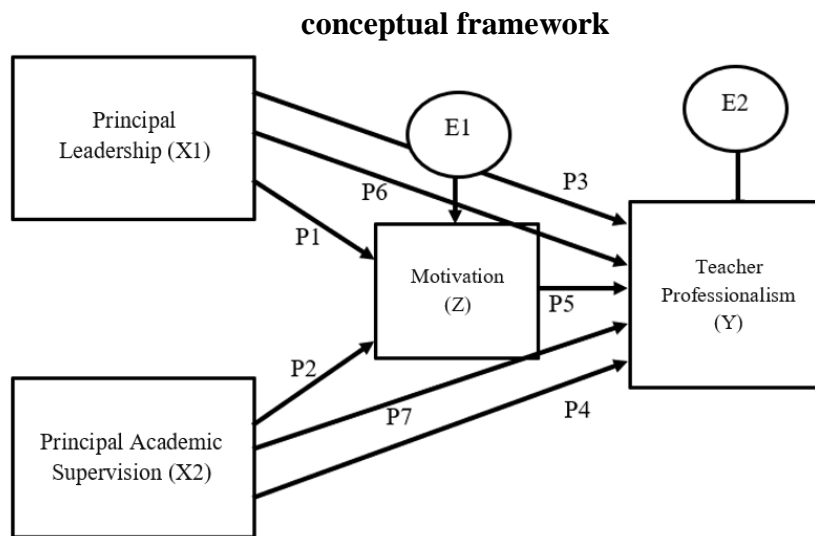 conceptual framework
Principal
Leadership (X1)
E1
E2
P3
P6
P1
Motivation
(Z)
P5
Teacher
Professionalism
(Y)
P2
P7
P4
Principal Academic
Supervision (X2)